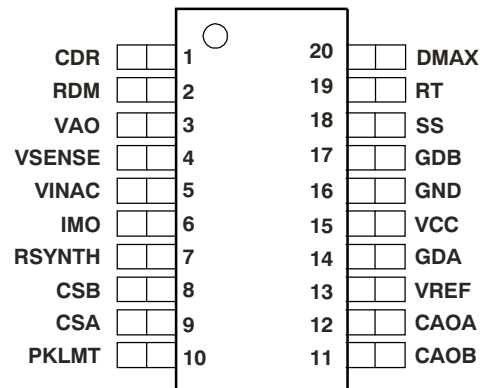 CDR 1 20 DMAX
RDM 2 19 RT
VAO 3 18 SS
VSENSE 4 17 GDB
VINAC 5 16 GND
IMO 6 15 VCC
RSYNTH 7 14 GDA
CSB 8 13 VREF
CSA 9 12 CAOA
PKLMT 10 11 CAOB